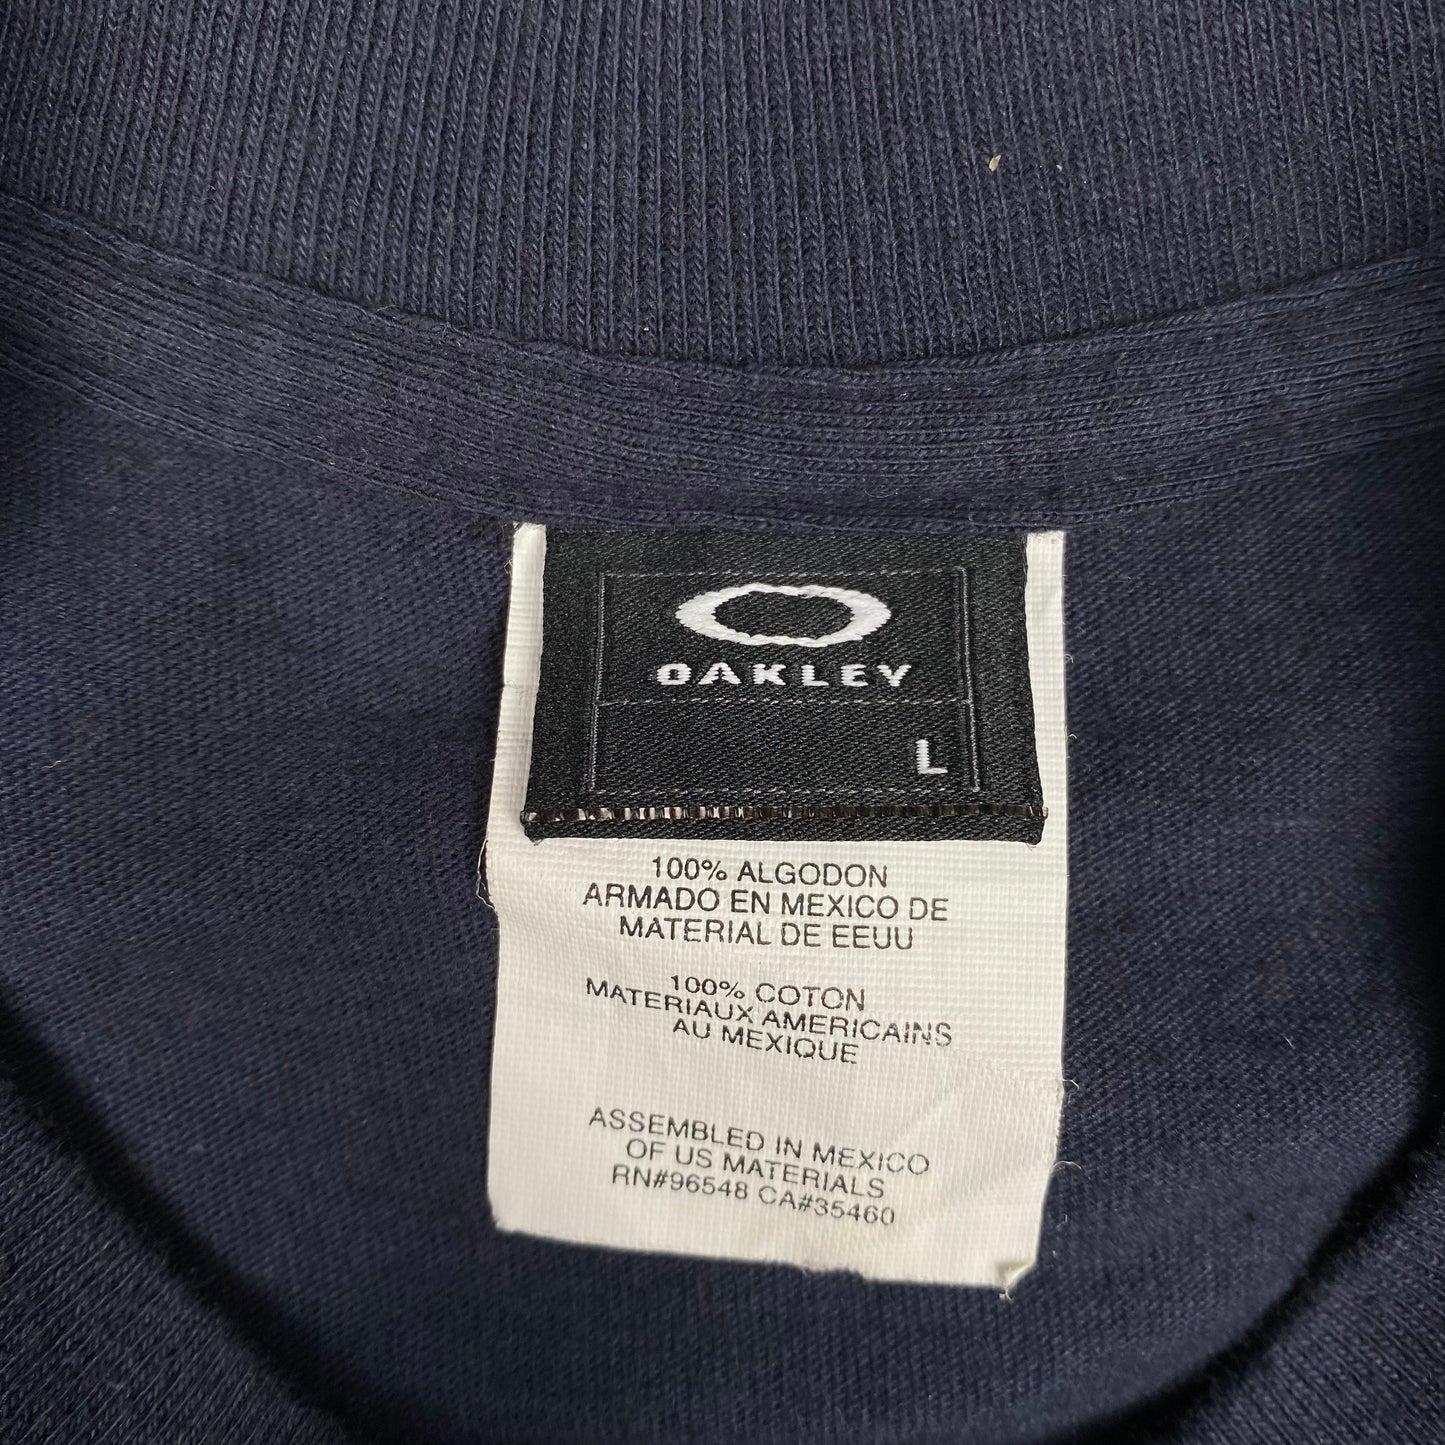 OAKLEY
L
100% ALGODON
ARMADO EN MEXICO DE
MATERIAL DE EEUU
100% COTON
MATERIAUX AMERICAINS
AU MEXIQUE
ASSEMBLED IN MEXICO
OF US MATERIALS
RN#96548 CA#35460